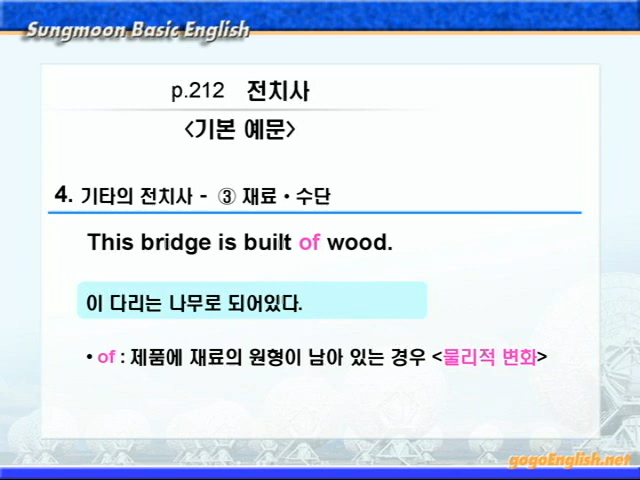 Sungmoon Basic English
p.212 전치사
<기본 예문>
4. 기타의 전치사 - ③ 재료 · 수단
This bridge is built of wood.
이 다리는 나무로 되어있다.
• of : 제품에 재료의 원형이 남아 있는 경우 <물리적 변화>
gogoEnglish.net